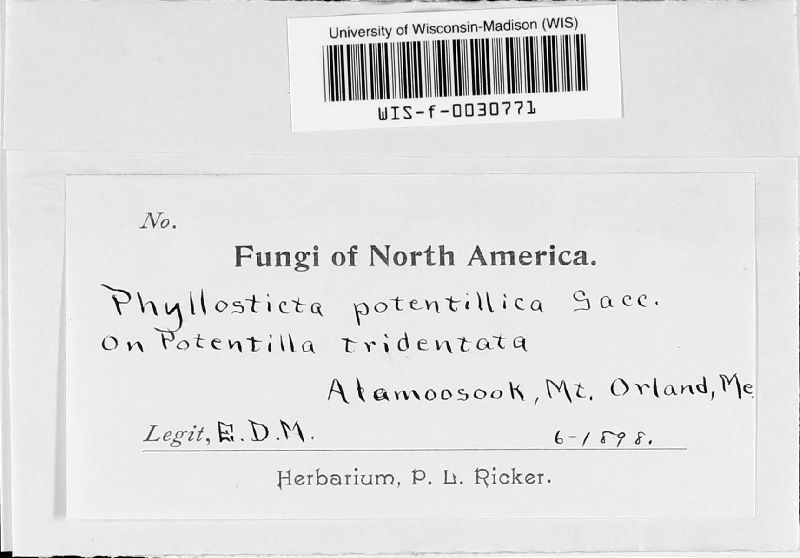 University of Wisconsin-Madison (WIS)
WIS-f-0030771
No.
Fungi of North America.
Phyllosticta potentillica Sacc.
On Potentilla tridentata
Alamoosook, Mt. Orland, Me
Legit, E. D. M. 6-1898.
Herbarium, P. L. Ricker.